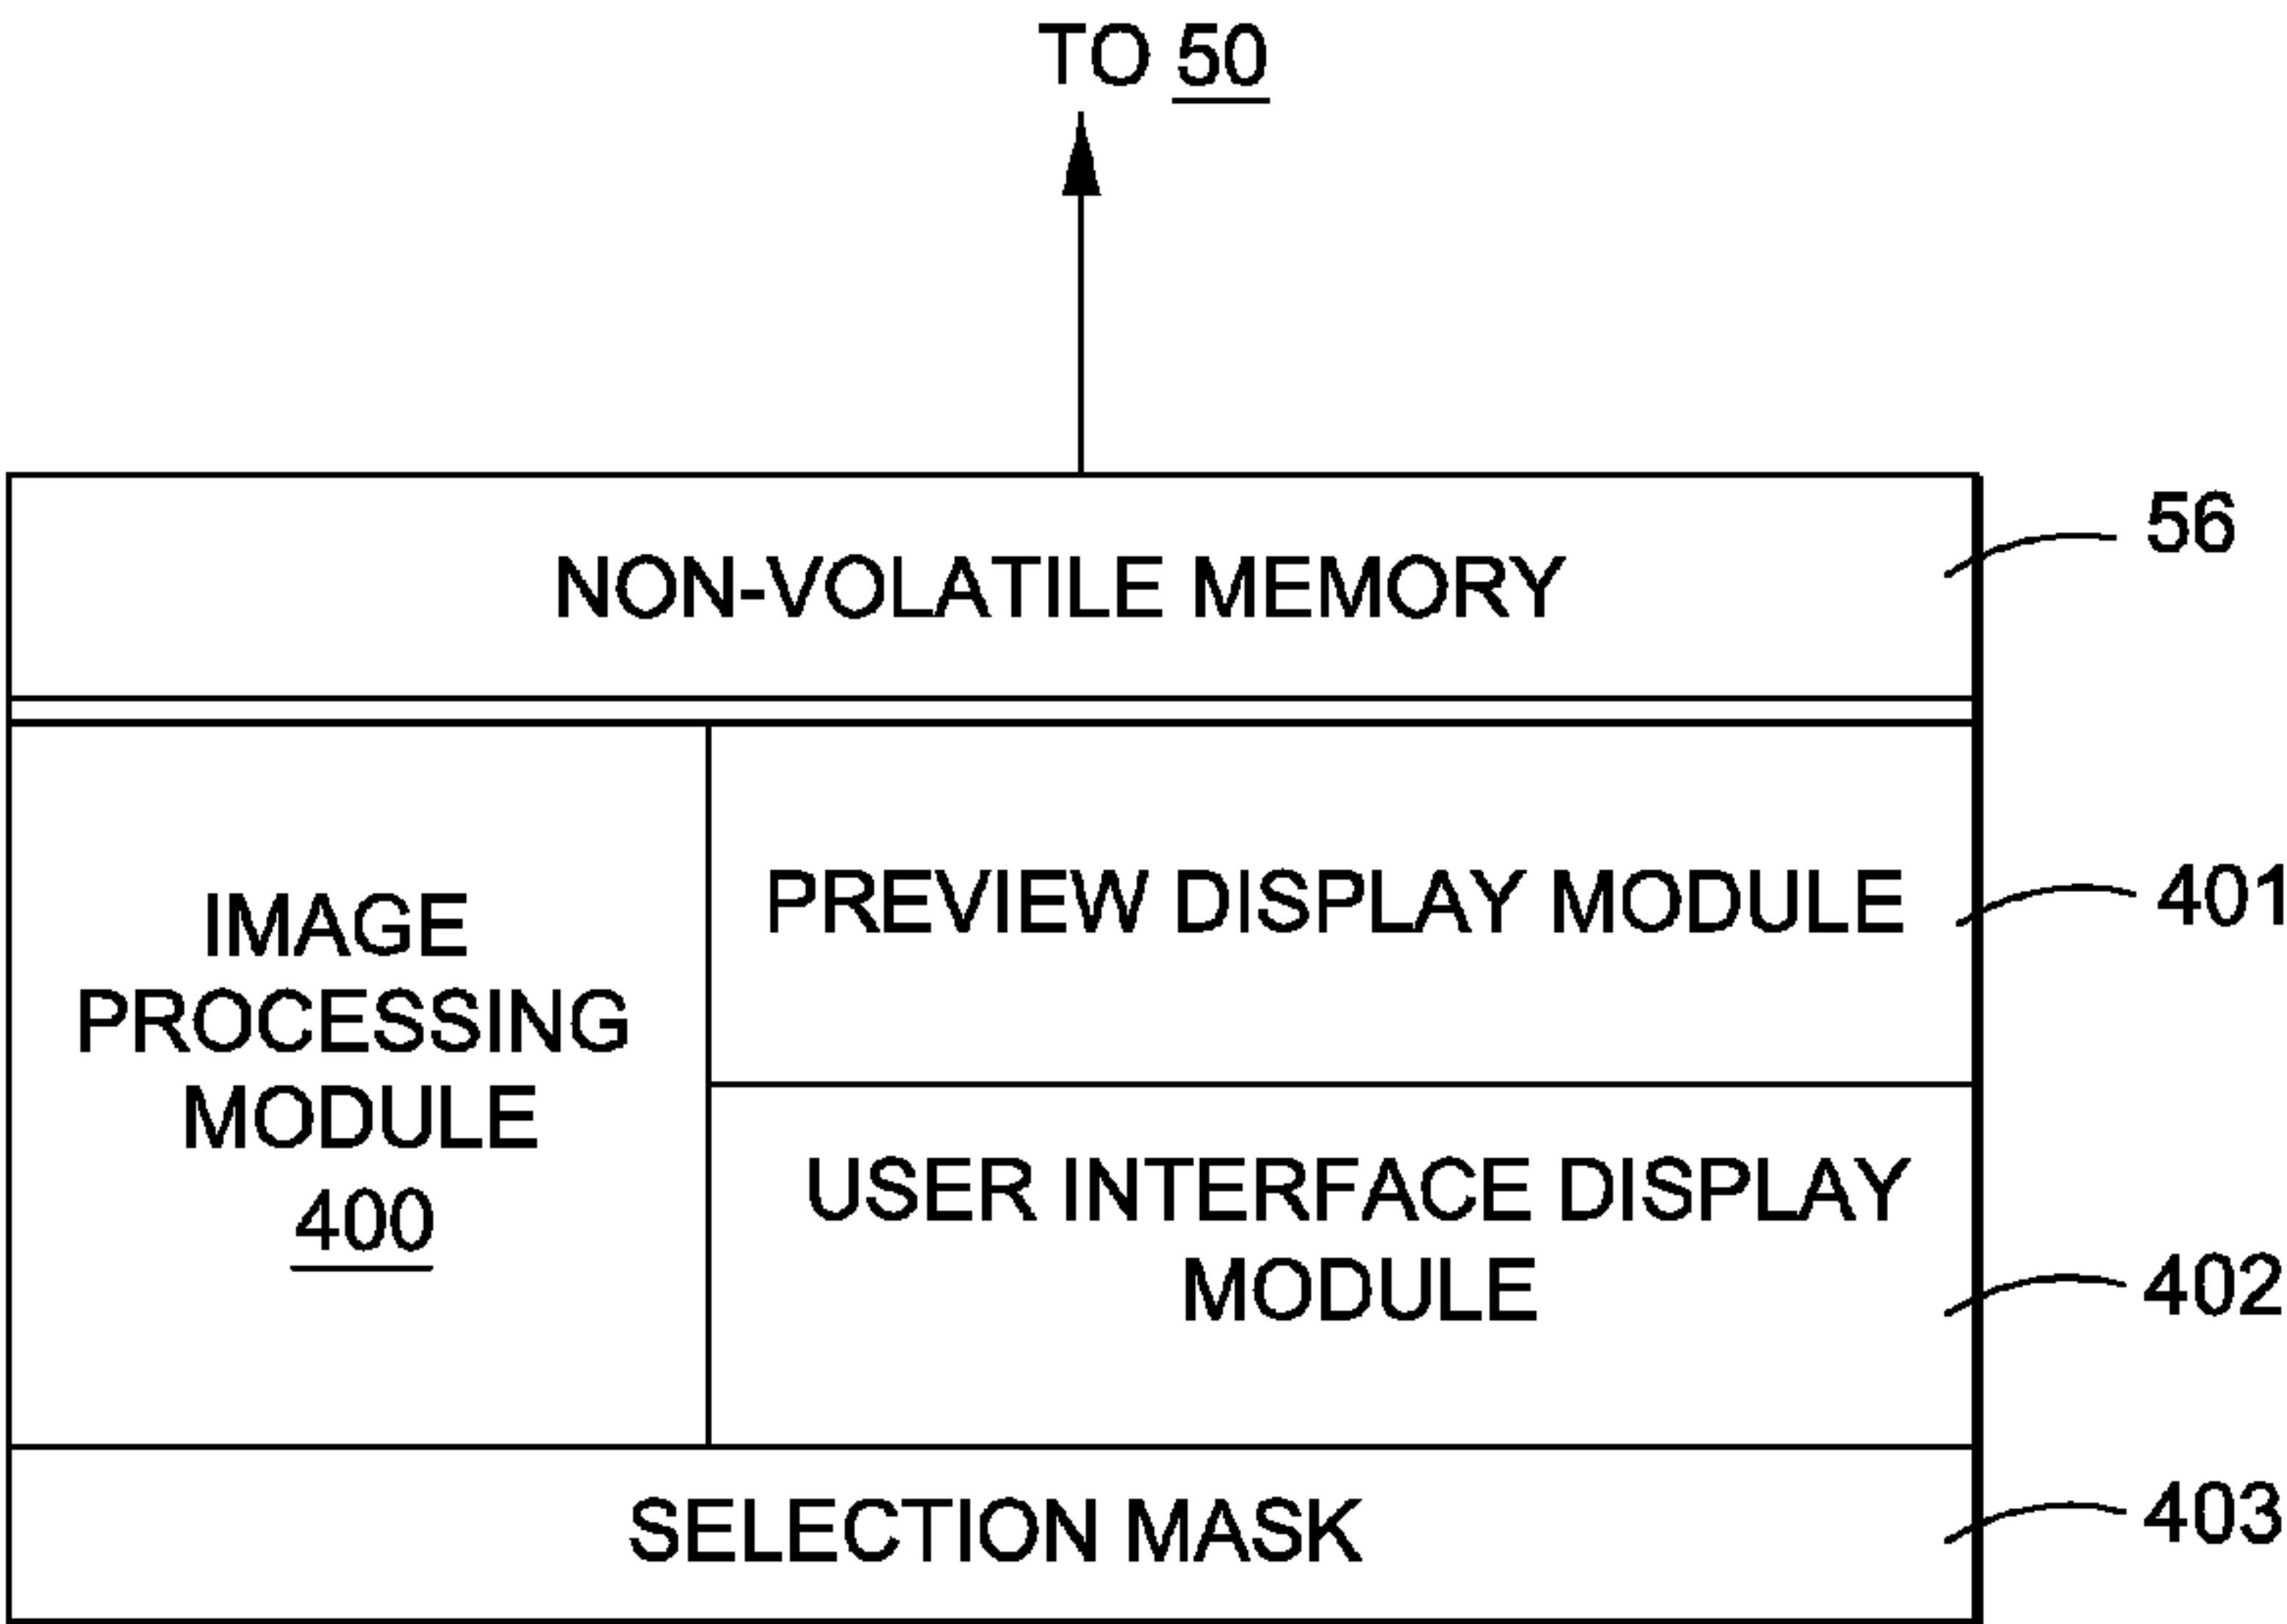 TO 50
NON-VOLATILE MEMORY
56
IMAGE
PROCESSING
MODULE
400
PREVIEW DISPLAY MODULE
401
USER INTERFACE DISPLAY
MODULE
402
SELECTION MASK
403